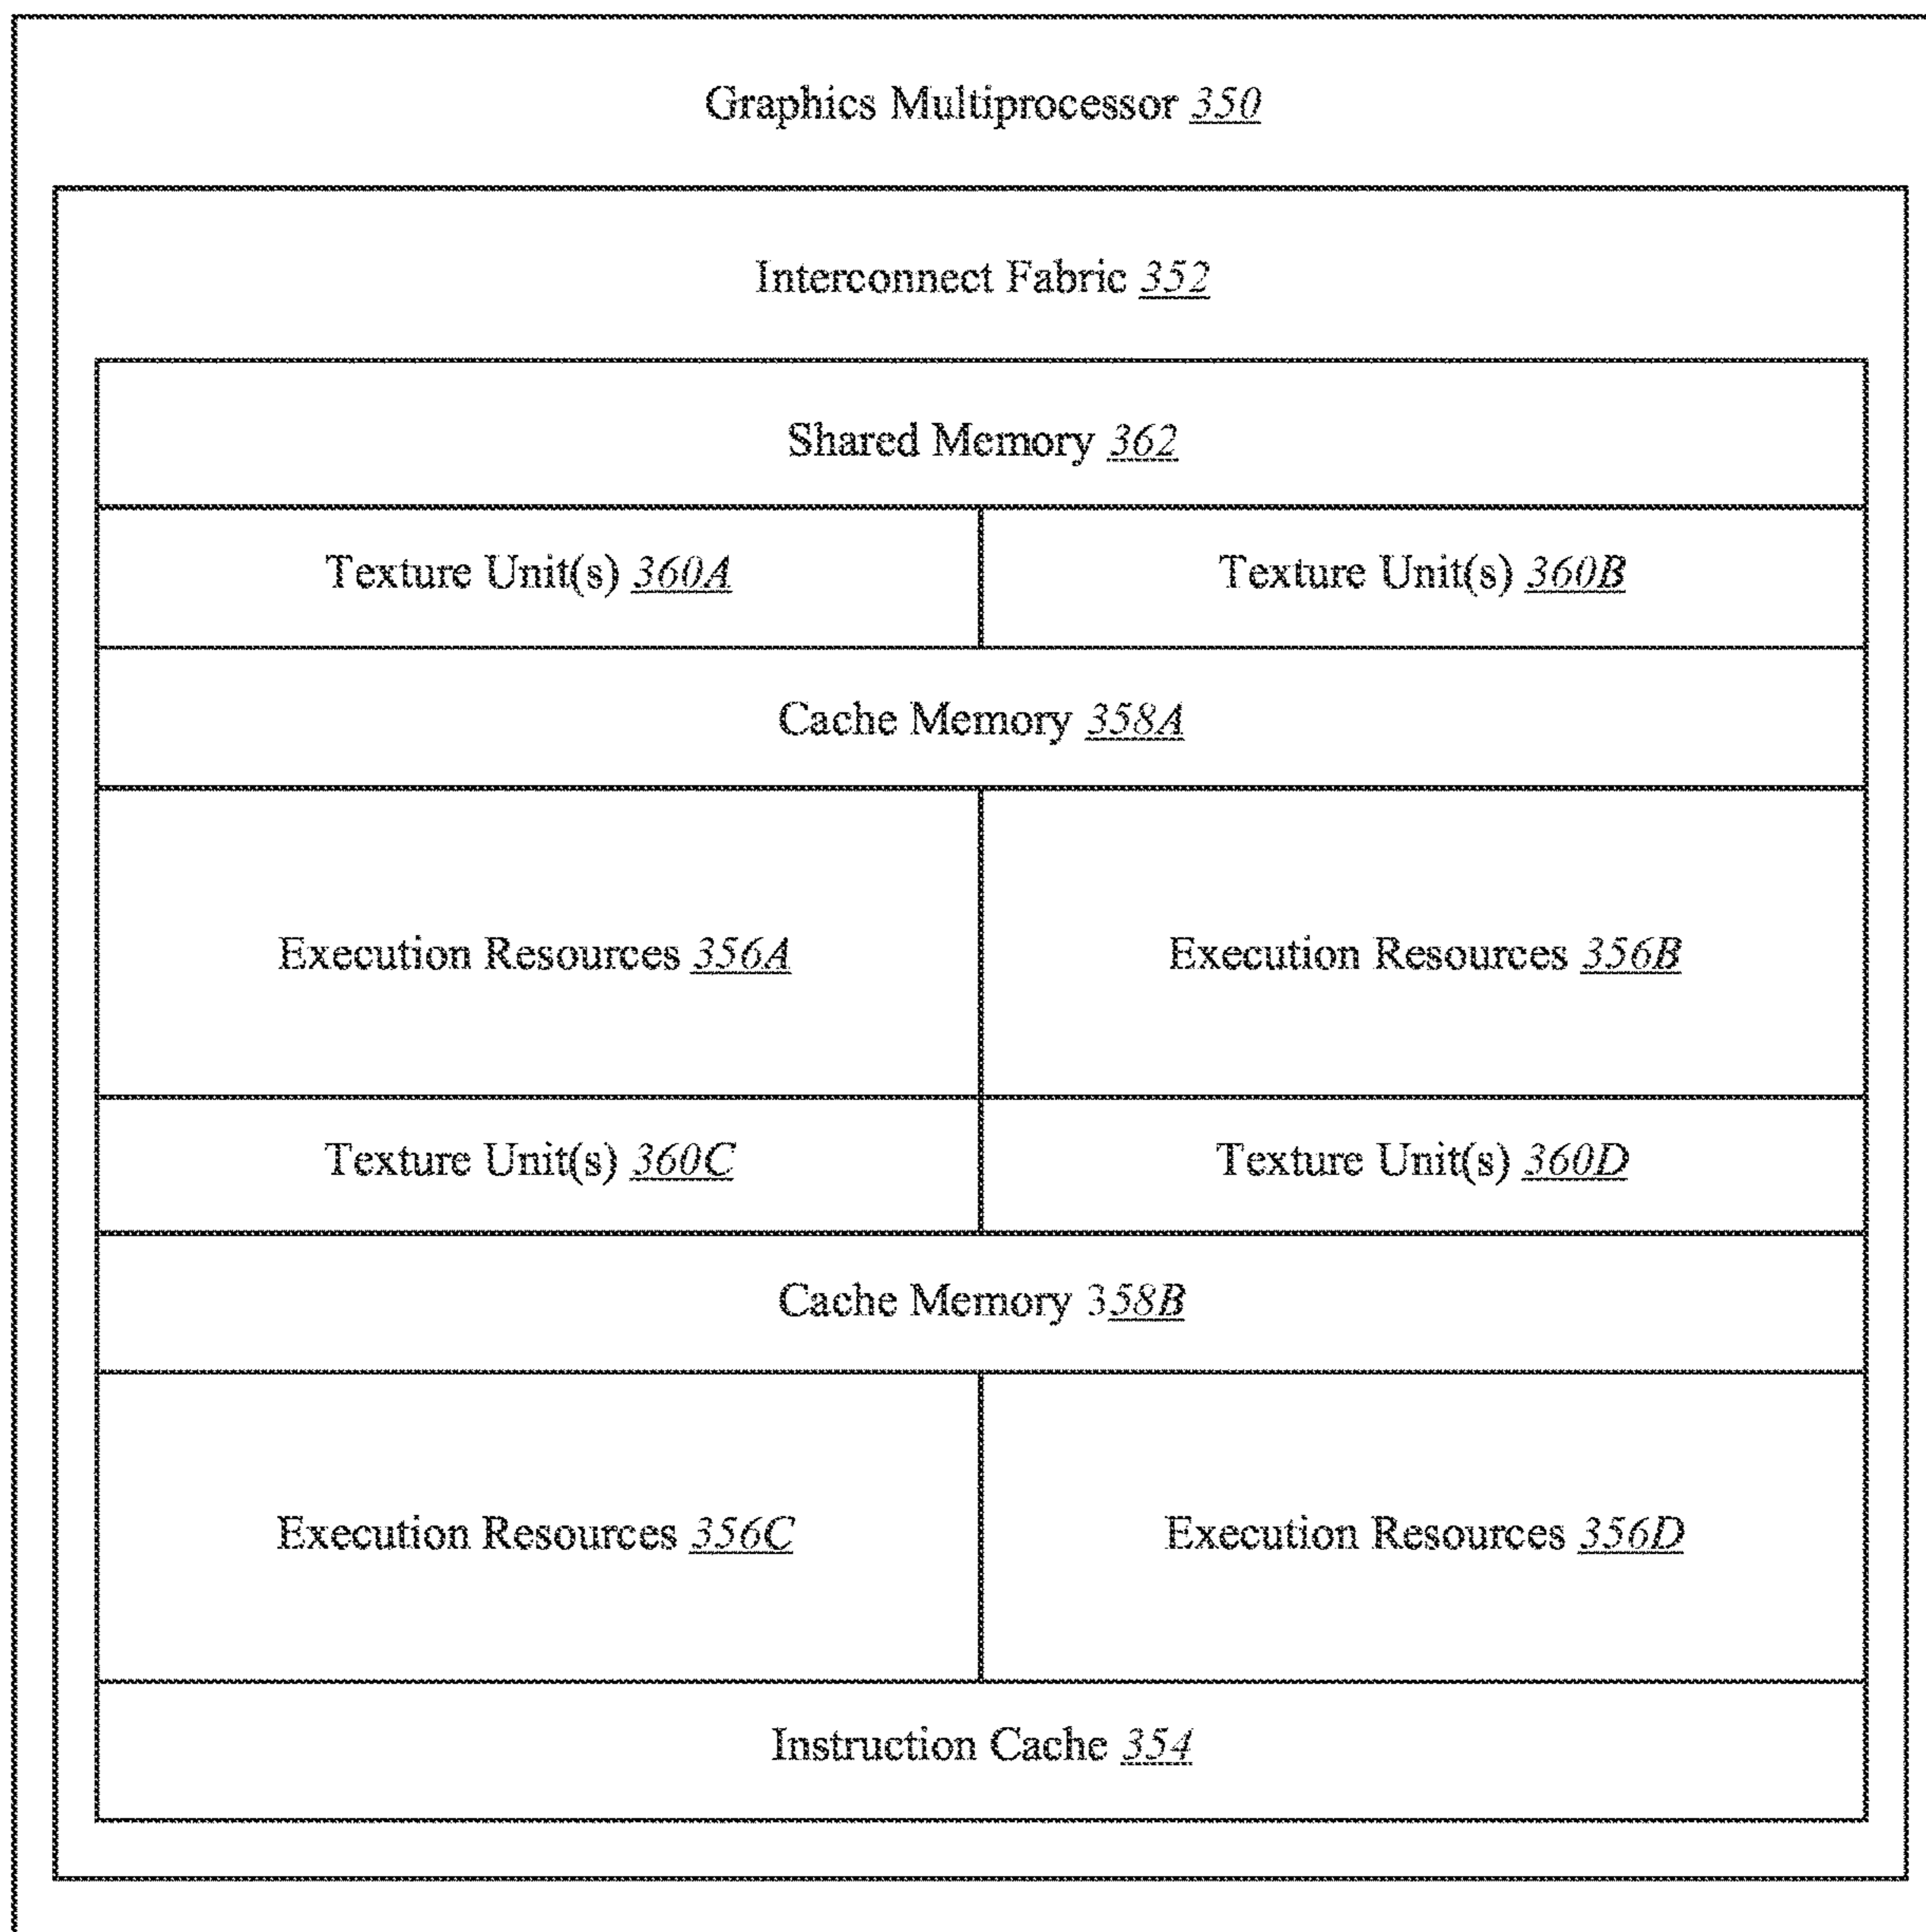 Graphics Multiprocessor 350
Interconnect Fabric 352
Shared Memory 362
Texture Unit(s) 360A
Texture Unit(s) 360B
Cache Memory 358A
Execution Resources 356A
Execution Resources 356B
Texture Unit(s) 360C
Texture Unit(s) 360D
Cache Memory 358B
Execution Resources 356C
Execution Resources 356D
Instruction Cache 354